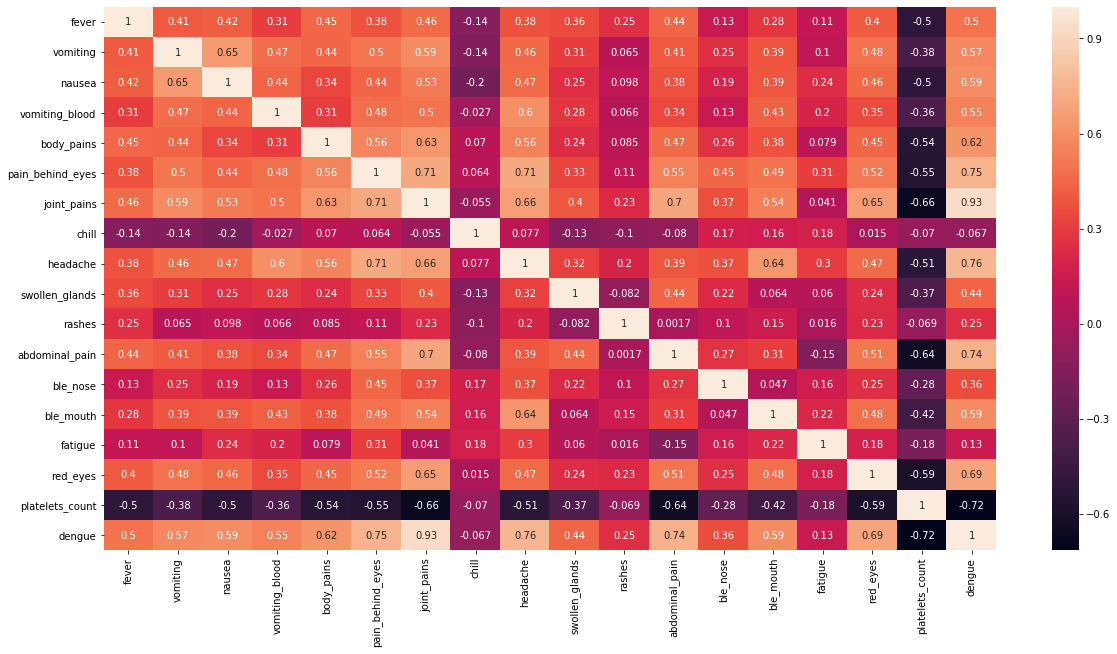 fever 1 0.41 0.42 0.31 0.45 0.38 0.46 -0.14 0.38 0.36 0.25 0.44 0.13 0.28 0.11 0.4 -0.5 0.5
0.9
vomiting 0.41 1 0.65 0.47 0.44 0.5 0.59 -0.14 0.46 0.31 0.065 0.41 0.25 0.39 0.1 0.48 -0.38 0.57
nausea 0.42 0.65 1 0.44 0.34 0.44 0.53 -0.2 0.47 0.25 0.098 0.38 0.19 0.39 0.24 0.46 -0.5 0.59
vomiting_blood 0.31 0.47 0.44 1 0.31 0.48 0.5 -0.027 0.6 0.28 0.066 0.34 0.13 0.43 0.2 0.35 -0.36 0.55
0.6
body_pains 0.45 0.44 0.34 0.31 1 0.56 0.63 0.07 0.56 0.24 0.085 0.47 0.26 0.38 0.079 0.45 -0.54 0.62
pain_behind_eyes 0.38 0.5 0.44 0.48 0.56 1 0.71 0.064 0.71 0.33 0.11 0.55 0.45 0.49 0.31 0.52 -0.55 0.75
joint_pains 0.46 0.59 0.53 0.5 0.63 0.71 1 -0.055 0.66 0.4 0.23 0.7 0.37 0.54 0.041 0.65 -0.66 0.93
0.3
chill -0.14 -0.14 -0.2 -0.027 0.07 0.064 -0.055 1 0.077 -0.13 -0.1 -0.08 0.17 0.16 0.18 0.015 -0.07 -0.067
headache 0.38 0.46 0.47 0.6 0.56 0.71 0.66 0.077 1 0.32 0.2 0.39 0.37 0.64 0.3 0.47 -0.51 0.76
swollen_glands 0.36 0.31 0.25 0.28 0.24 0.33 0.4 -0.13 0.32 1 -0.082 0.44 0.22 0.064 0.06 0.24 -0.37 0.44
rashes 0.25 0.065 0.098 0.066 0.085 0.11 0.23 -0.1 0.2 -0.082 1 0.0017 0.1 0.15 0.016 0.23 -0.069 0.25
0.0
abdominal_pain 0.44 0.41 0.38 0.34 0.47 0.55 0.7 -0.08 0.39 0.44 0.0017 1 0.27 0.31 -0.15 0.51 -0.64 0.74
ble_nose 0.13 0.25 0.19 0.13 0.26 0.45 0.37 0.17 0.37 0.22 0.1 0.27 1 0.047 0.16 0.25 -0.28 0.36
ble_mouth 0.28 0.39 0.39 0.43 0.38 0.49 0.54 0.16 0.64 0.064 0.15 0.31 0.047 1 0.22 0.48 -0.42 0.59
-0.3
fatigue 0.11 0.1 0.24 0.2 0.079 0.31 0.041 0.18 0.3 0.06 0.016 -0.15 0.16 0.22 1 0.18 -0.18 0.13
red_eyes 0.4 0.48 0.46 0.35 0.45 0.52 0.65 0.015 0.47 0.24 0.23 0.51 0.25 0.48 0.18 1 -0.59 0.69
platelets_count -0.5 -0.38 -0.5 -0.36 -0.54 -0.55 -0.66 -0.07 -0.51 -0.37 -0.069 -0.64 -0.28 -0.42 -0.18 -0.59 1 -0.72
-0.6
dengue 0.5 0.57 0.59 0.55 0.62 0.75 0.93 -0.067 0.76 0.44 0.25 0.74 0.36 0.59 0.13 0.69 -0.72 1
fever
vomiting
nausea
vomiting_blood
body_pains
pain_behind_eyes
joint_pains
chill
headache
swollen_glands
rashes
abdominal_pain
ble_nose
ble_mouth
fatigue
red_eyes
platelets_count
dengue